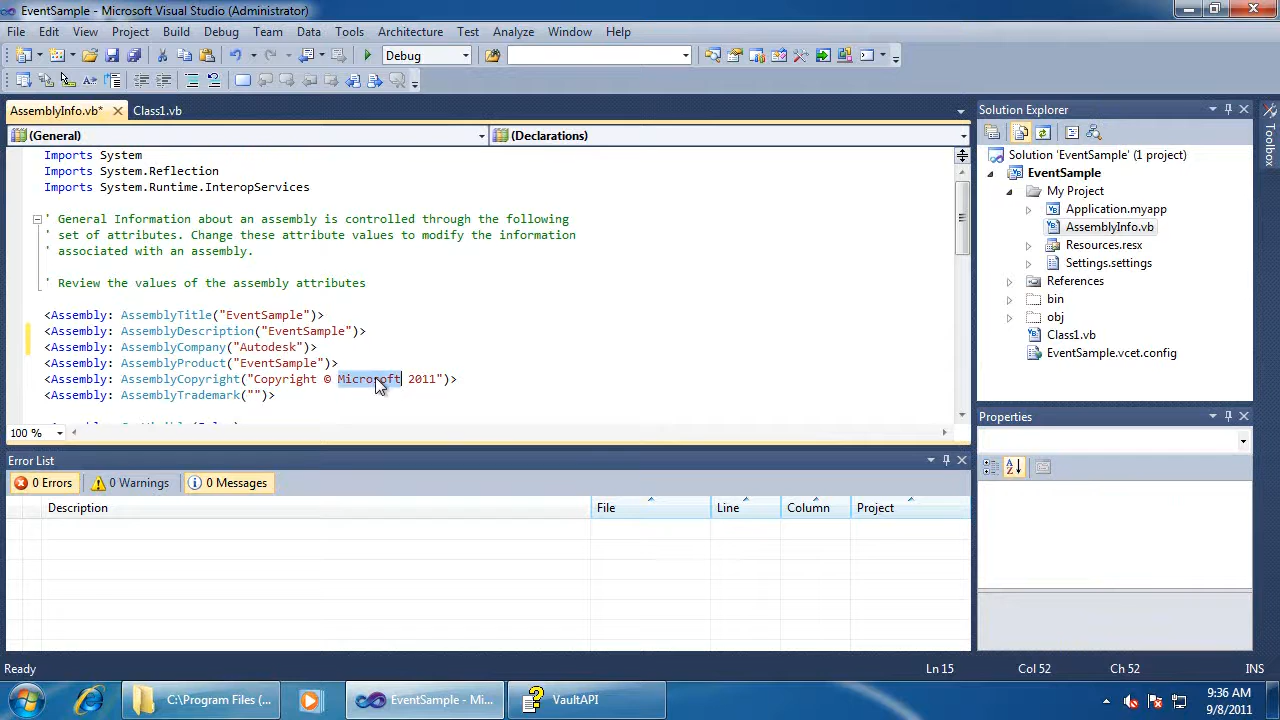 EventSample - Microsoft Visual Studio (Administrator)
File Edit View Project Build Debug Team Data Tools Architecture Test Analyze Window Help
Debug
AssemblyInfo.vb* Class1.vb
(General) (Declarations)
Imports System
Imports System.Reflection
Imports System.Runtime.InteropServices
' General Information about an assembly is controlled through the following
' set of attributes. Change these attribute values to modify the information
' associated with an assembly.
' Review the values of the assembly attributes
<Assembly: AssemblyTitle("EventSample")>
<Assembly: AssemblyDescription("EventSample")>
<Assembly: AssemblyCompany("Autodesk")>
<Assembly: AssemblyProduct("EventSample")>
<Assembly: AssemblyCopyright("Copyright © Microsoft 2011")>
<Assembly: AssemblyTrademark("")>
100 %
Solution Explorer
Solution 'EventSample' (1 project)
EventSample
My Project
Application.myapp
AssemblyInfo.vb
Resources.resx
Settings.settings
References
bin
obj
Class1.vb
EventSample.vcet.config
Toolbox
Properties
Error List
0 Errors 0 Warnings 0 Messages
Description File Line Column Project
Ready Ln 15 Col 52 Ch 52 INS
C:\Program Files (... EventSample - Mi... VaultAPI
9:36 AM
9/8/2011